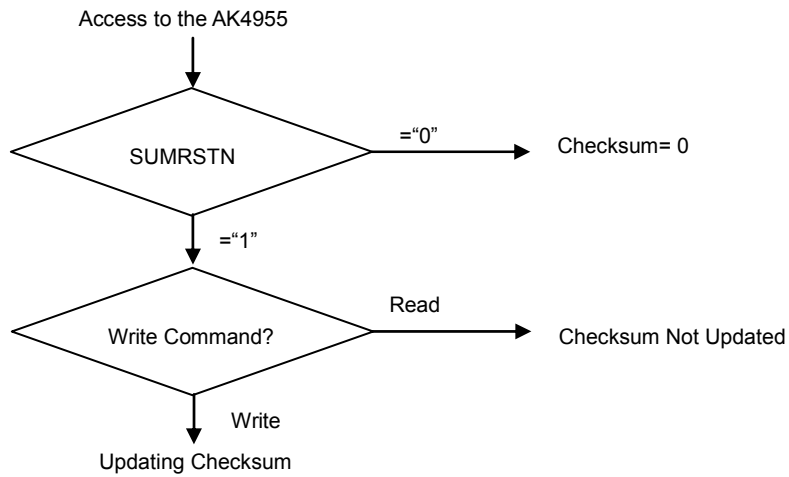 Access to the AK4955
="0"
SUMRSTN
Checksum= 0
="1"
Read
Write Command?
Checksum Not Updated
Write
Updating Checksum